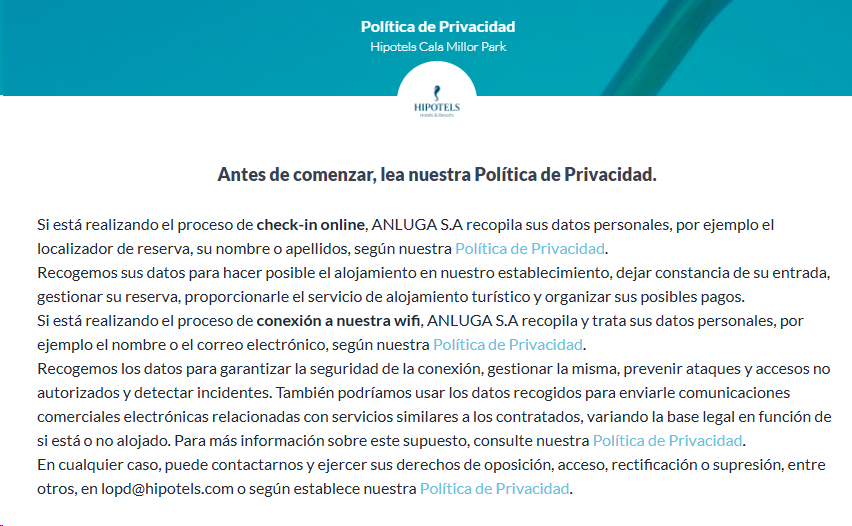 Política de Privacidad
Hipotels Cala Millor Park
HIPOTELS
Hotels & Resorts
Antes de comenzar, lea nuestra Política de Privacidad.
Si está realizando el proceso de check-in online, ANLUGA S.A recopila sus datos personales, por ejemplo el
localizador de reserva, su nombre o apellidos, según nuestra Política de Privacidad.
Recogemos sus datos para hacer posible el alojamiento en nuestro establecimiento, dejar constancia de su entrada,
gestionar su reserva, proporcionarle el servicio de alojamiento turístico y organizar sus posibles pagos.
Si está realizando el proceso de conexión a nuestra wifi, ANLUGA S.A recopila y trata sus datos personales, por
ejemplo el nombre o el correo electrónico, según nuestra Política de Privacidad.
Recogemos los datos para garantizar la seguridad de la conexión, gestionar la misma, prevenir ataques y accesos no
autorizados y detectar incidentes. También podríamos usar los datos recogidos para enviarle comunicaciones
comerciales electrónicas relacionadas con servicios similares a los contratados, variando la base legal en función de
si está o no alojado. Para más información sobre este supuesto, consulte nuestra Política de Privacidad.
En cualquier caso, puede contactarnos y ejercer sus derechos de oposición, acceso, rectificación o supresión, entre
otros, en lopd@hipotels.com o según establece nuestra Política de Privacidad.